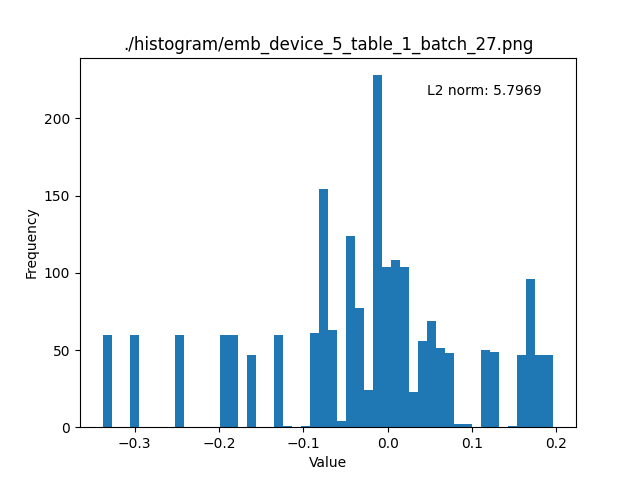 ./histogram/emb_device_5_table_1_batch_27.png
L2 norm: 5.7969
Frequency
200
150
100
50
0
−0.3
−0.2
−0.1
0.0
0.1
0.2
Value